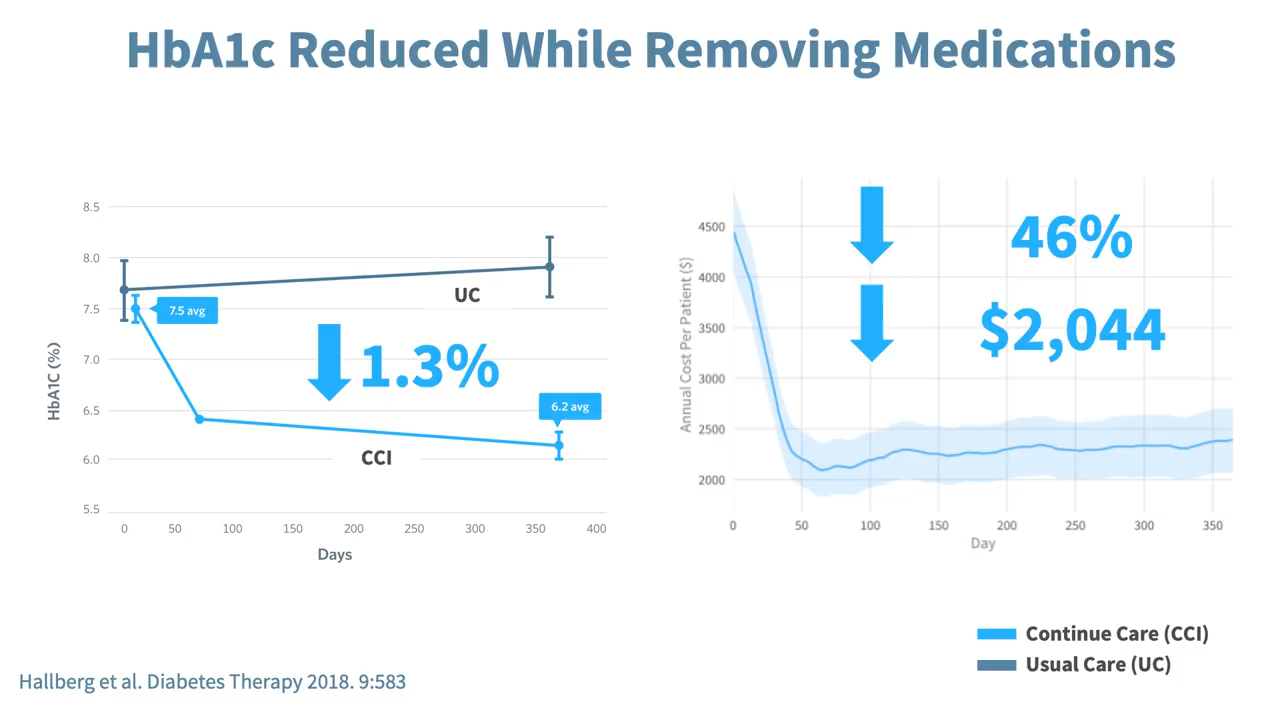 HbA1c Reduced While Removing Medications
HbA1C (%)
8.5
8.0
7.5
7.0
6.5
6.0
5.5
UC
7.5 avg
1.3%
6.2 avg
CCI
0 50 100 150 200 250 300 350 400
Days
Annual Cost Per Patient ($)
4500
4000
3500
3000
2500
2000
46%
$2,044
0 50 100 150 200 250 300 350
Day
Continue Care (CCI)
Usual Care (UC)
Hallberg et al. Diabetes Therapy 2018. 9:583